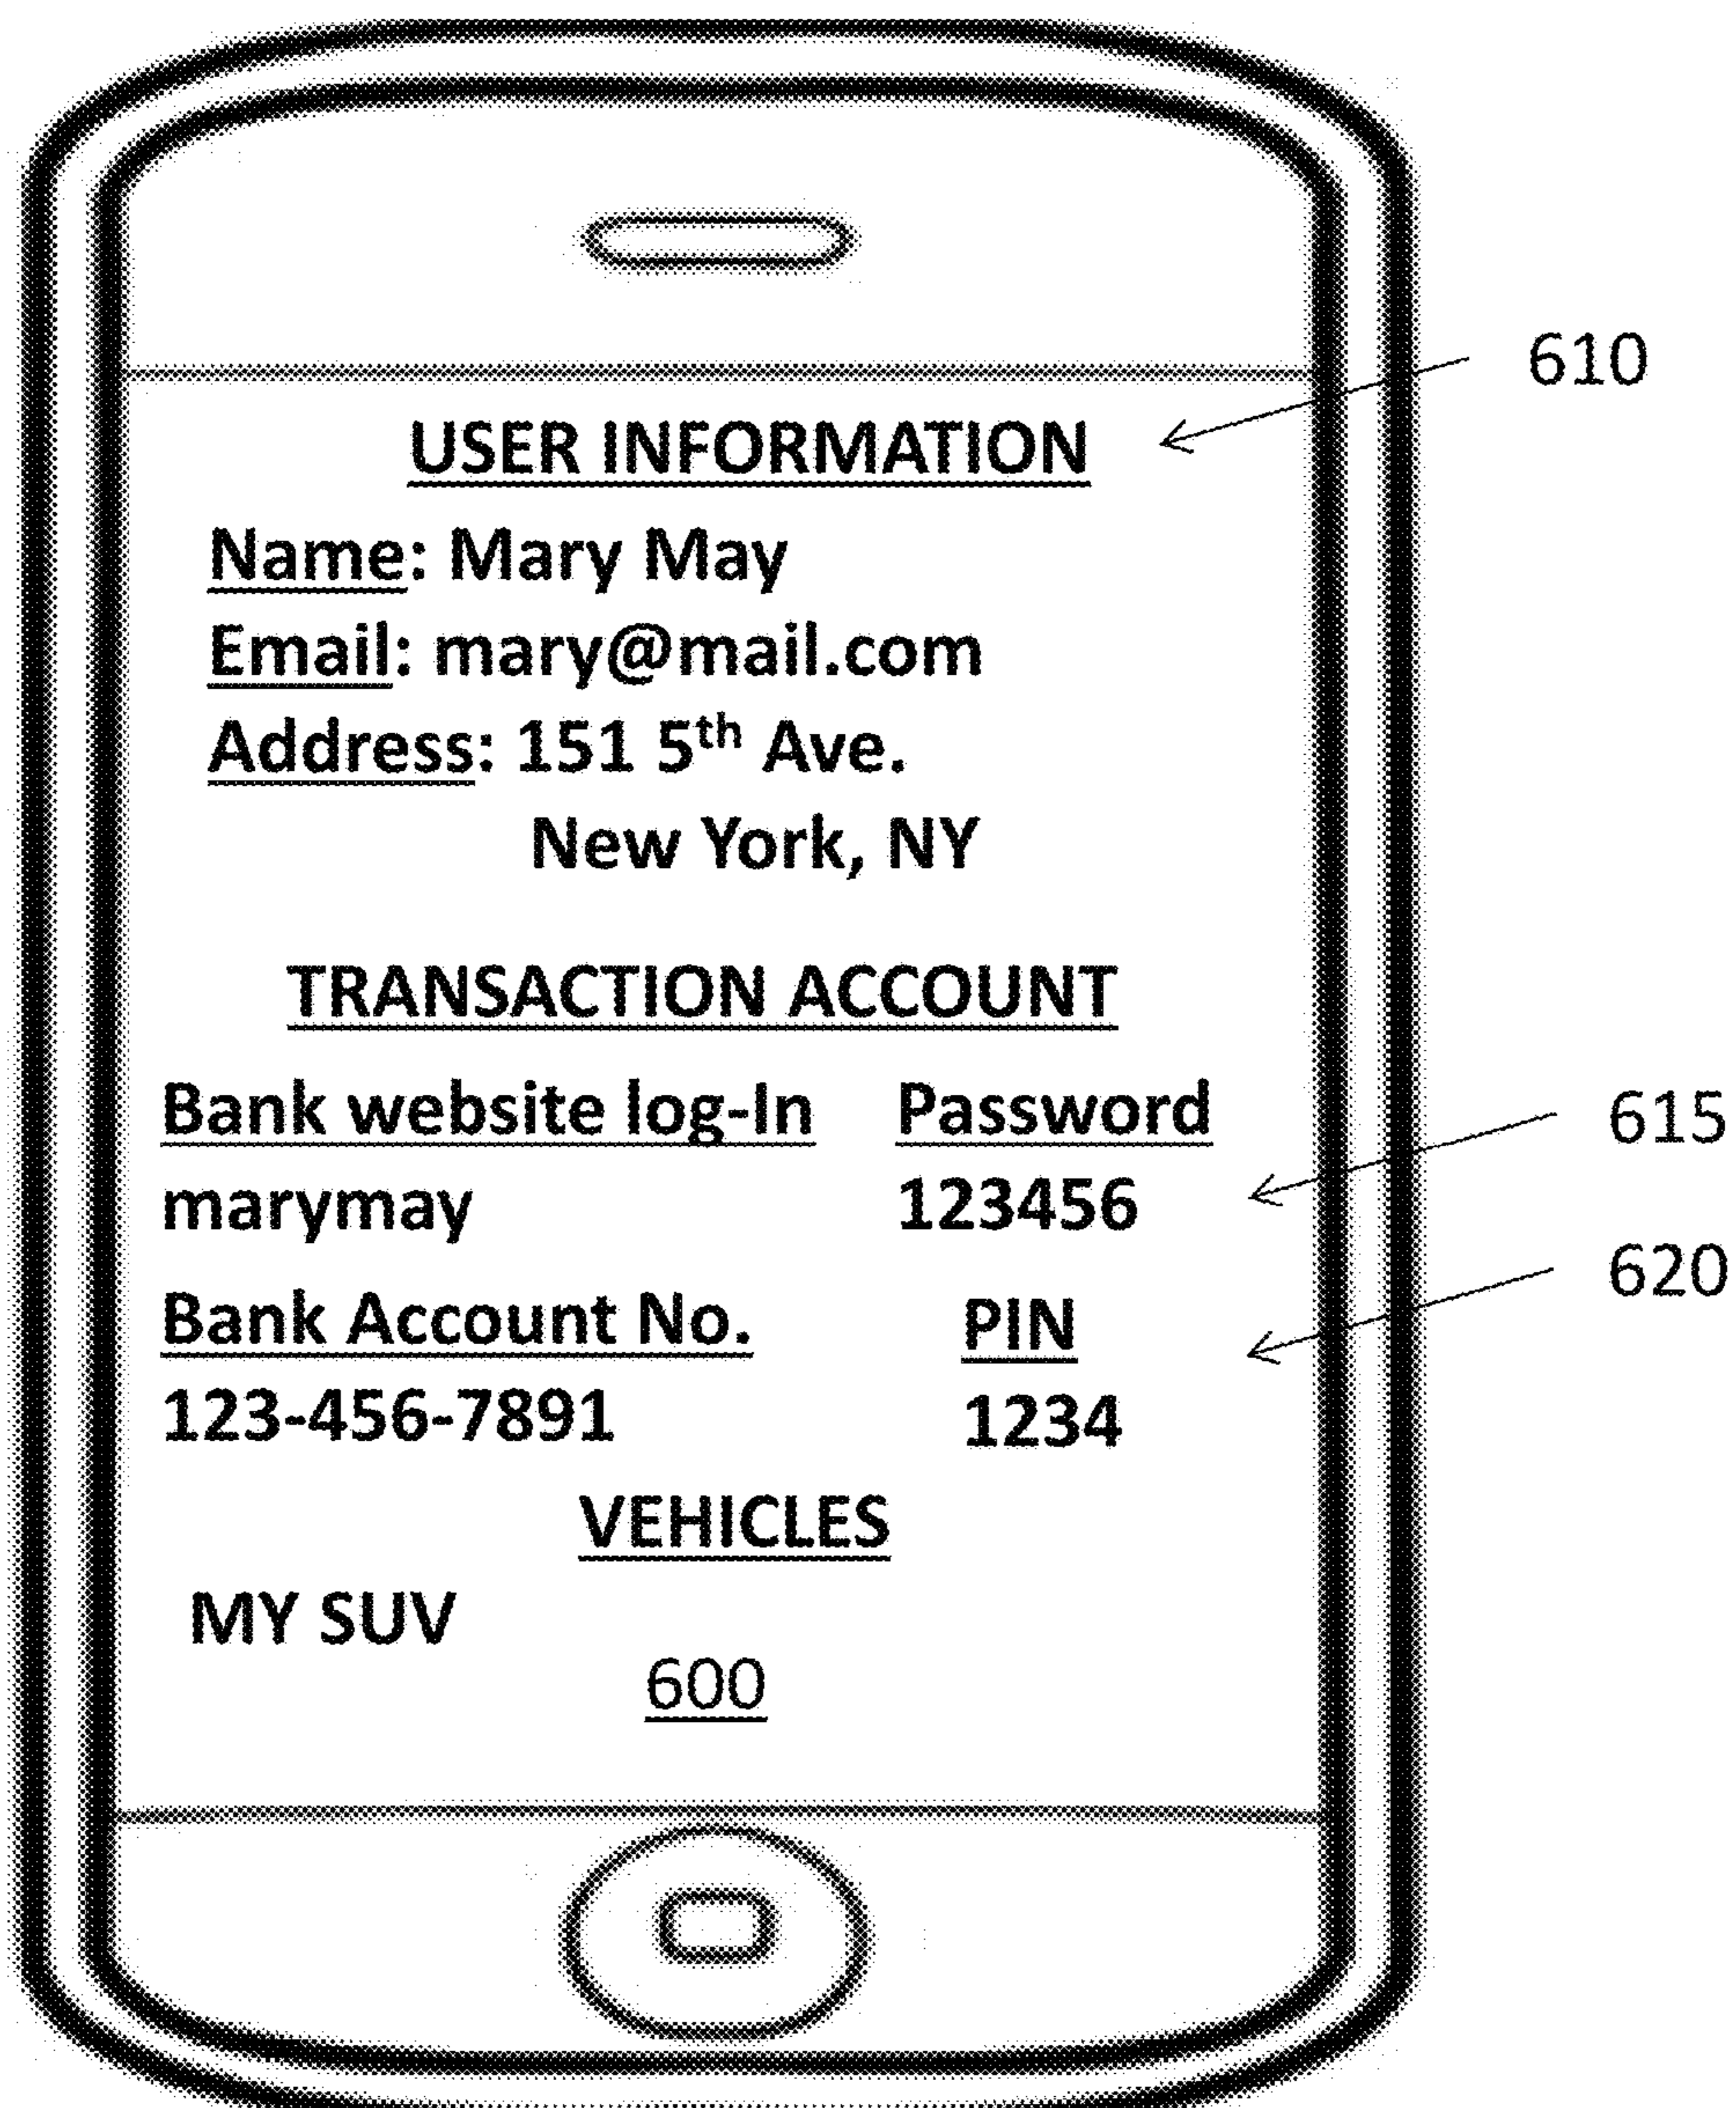 610
USER INFORMATION
Name: Mary May
Email: mary@mail.com
Address: 151 5th Ave.
New York, NY
TRANSACTION ACCOUNT
Bank website log-In Password 615
marymay 123456
620
Bank Account No. PIN
123-456-7891 1234
VEHICLES
MY SUV
600